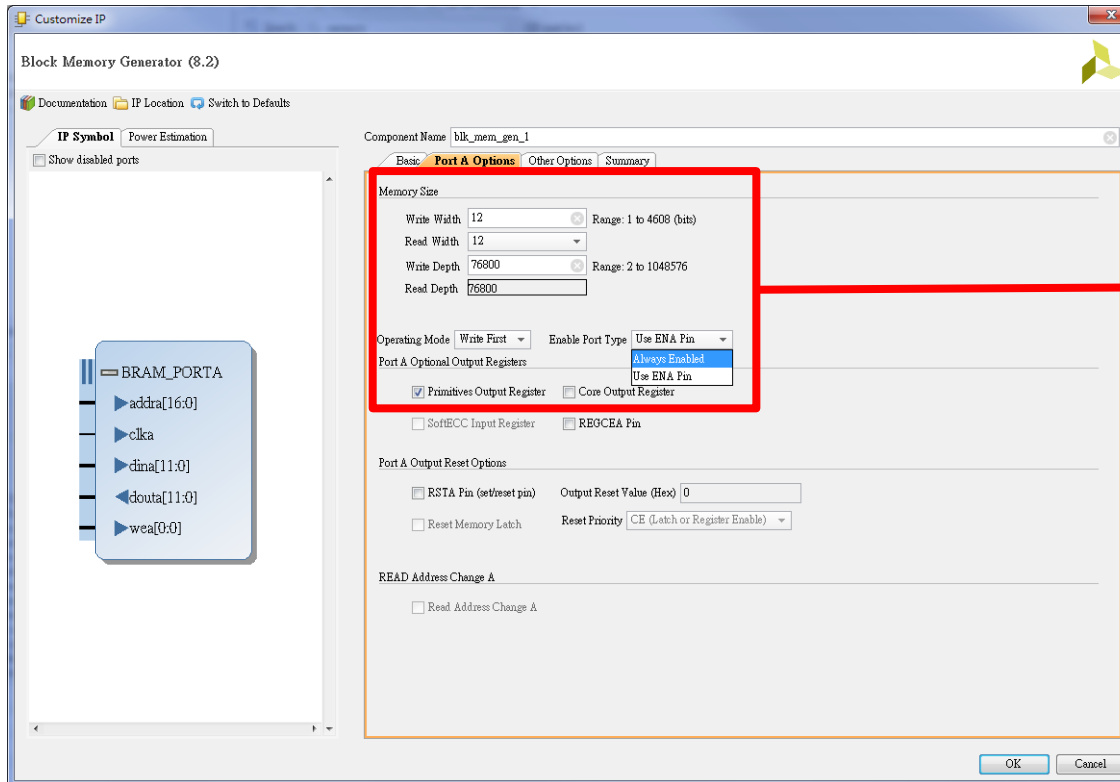 Customize IP
Block Memory Generator (8.2)
Documentation IP Location Switch to Defaults
IP Symbol Power Estimation
Show disabled ports
BRAM_PORTA
addra[16:0]
clka
dina[11:0]
douta[11:0]
wea[0:0]
Component Name blk_mem_gen_1
Basic Port A Options Other Options Summary
Memory Size
Write Width 12 Range: 1 to 4608 (bits)
Read Width 12
Write Depth 76800 Range: 2 to 1048576
Read Depth 76800
Operating Mode Write First Enable Port Type Use ENA Pin
Always Enabled
Use ENA Pin
Port A Optional Output Registers
Primitives Output Register Core Output Register
SoftECC Input Register REGCEA Pin
Port A Output Reset Options
RSTA Pin (set/reset pin) Output Reset Value (Hex) 0
Reset Memory Latch Reset Priority CE (Latch or Register Enable)
READ Address Change A
Read Address Change A
OK Cancel